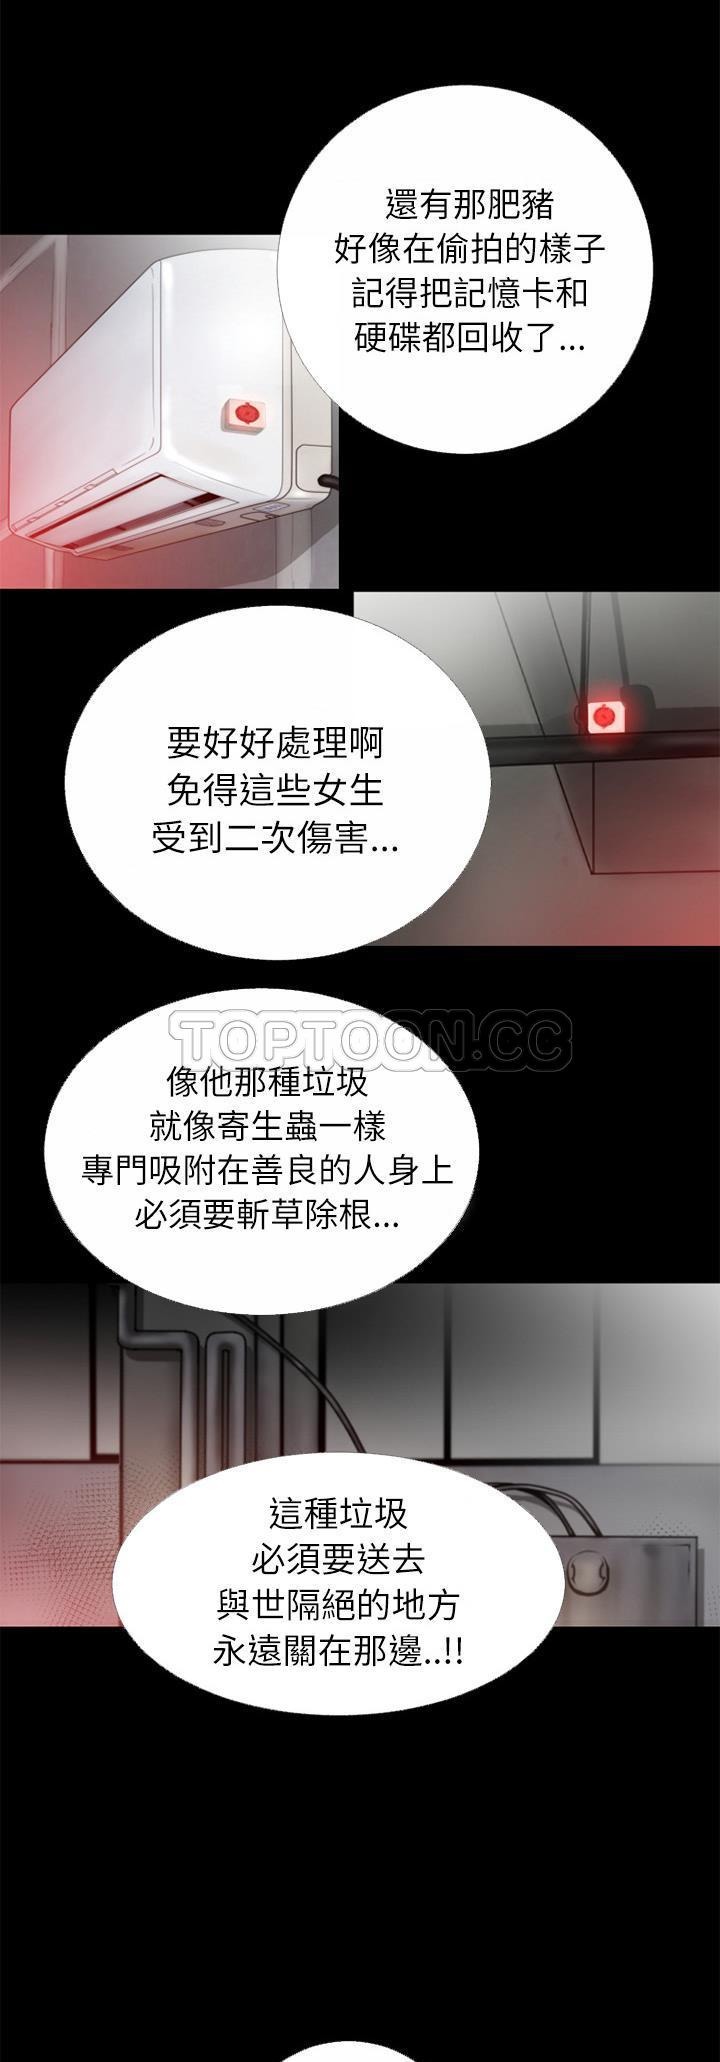 還有那肥豬
好像在偷拍的樣子
記得把記憶卡和
硬碟都回收了...
要好好處理啊
免得這些女生
受到二次傷害...
TOPTOON.CC
像他那種垃圾
就像寄生蟲一樣
專門吸附在善良的人身上
必須要斬草除根...
這種垃圾
必須要送去
與世隔絕的地方
永遠關在那邊..!!